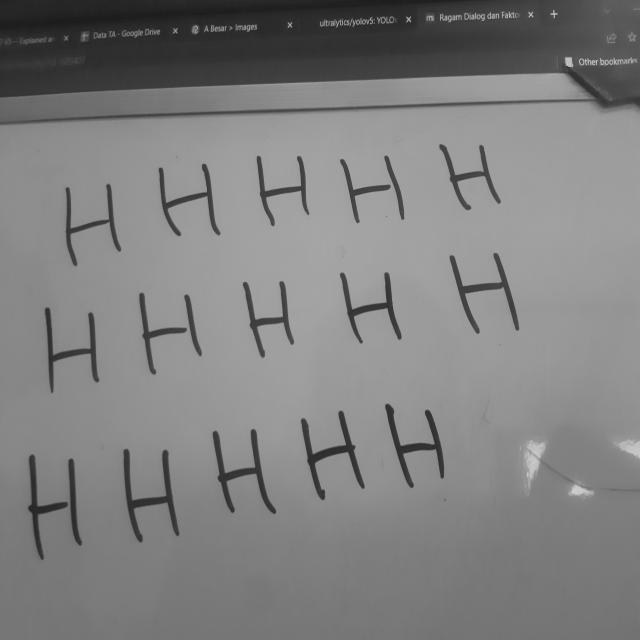 Data TA - Google Drive
A Besar > Images
ultralytics/yolov5: YOLO
Ragam Dialog dan Fakto
Other bookmarks
H H H H H
H H H H H
H H H H H